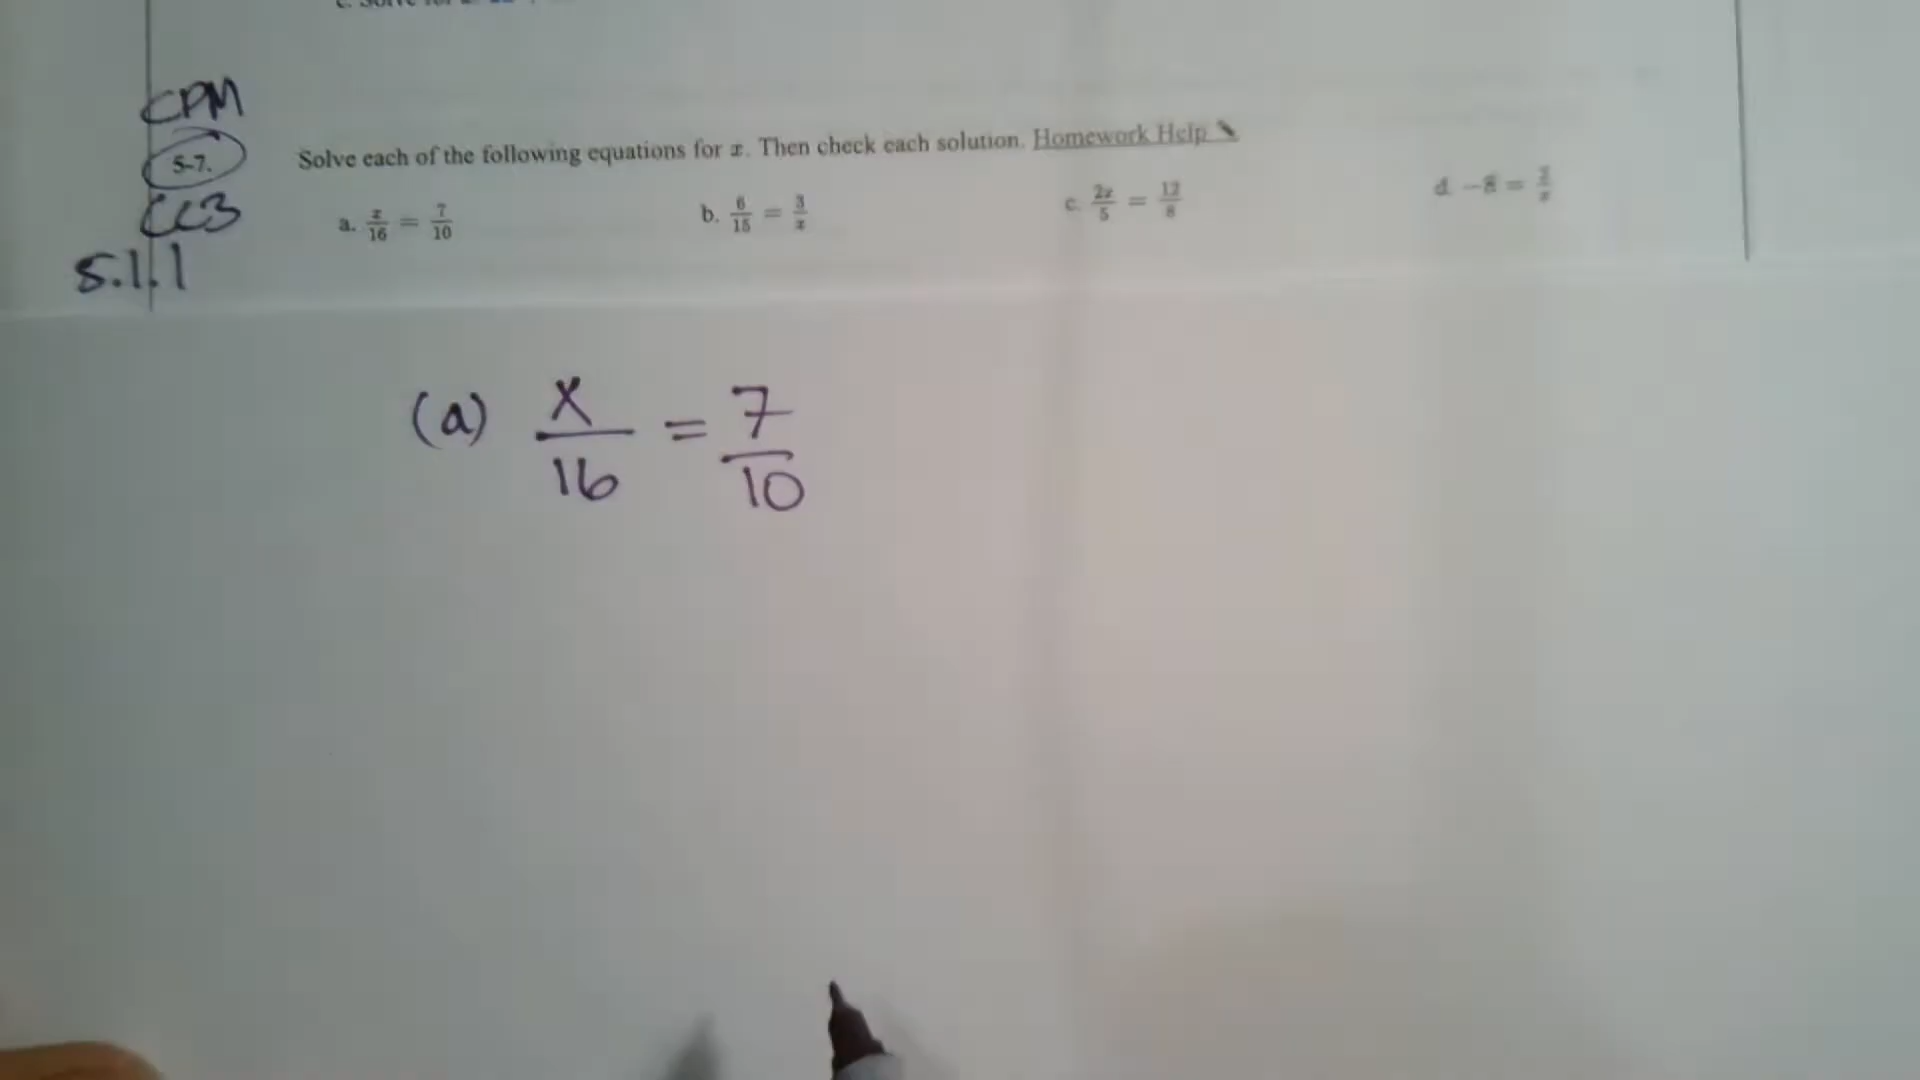 CPM
5-7. Solve each of the following equations for x. Then check each solution. Homework Help
CC3
a. x/16 = 7/10 b. 6/15 = 3/x c. 2x/5 = 12/8 d. -8 =
5.1.1
(a) x/16 = 7/10